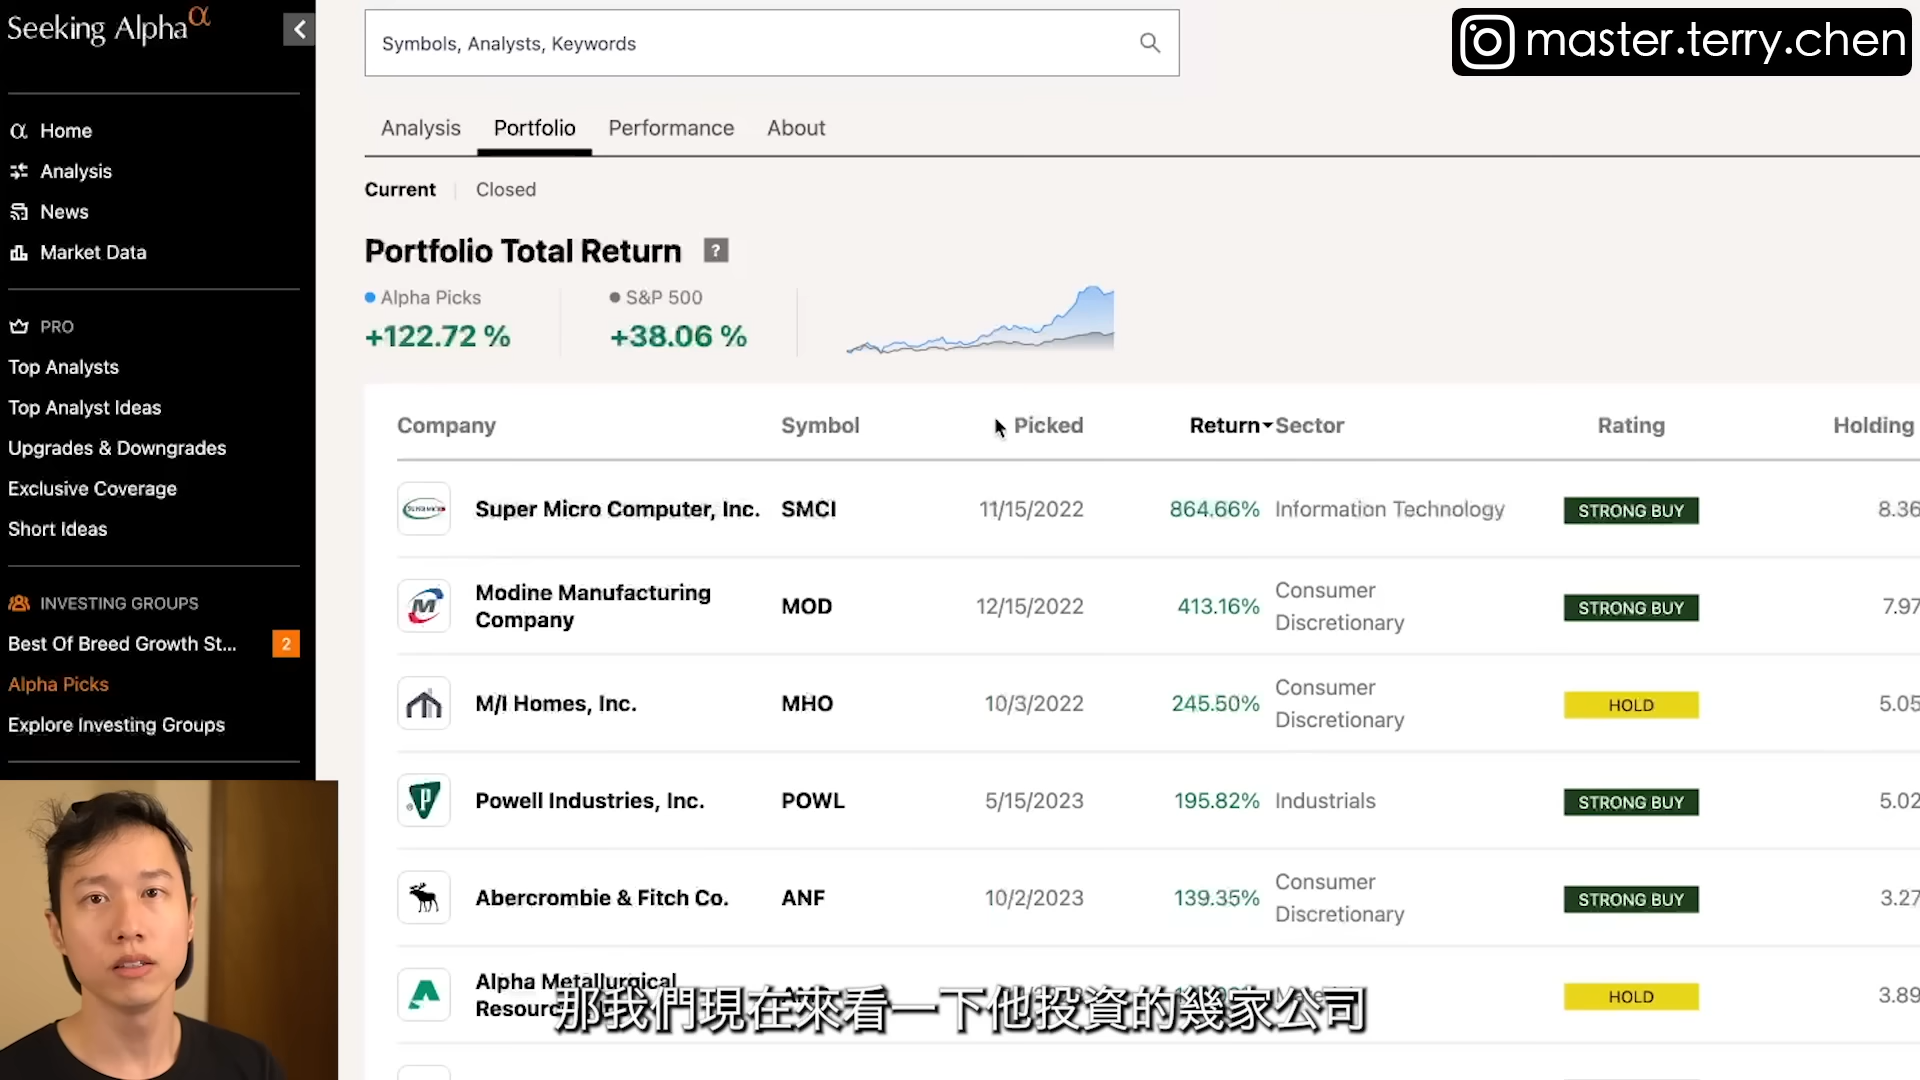 Seeking Alpha α
Symbols, Analysts, Keywords
master.terry.chen
Home
Analysis
News
Market Data
PRO
Top Analysts
Top Analyst Ideas
Upgrades & Downgrades
Exclusive Coverage
Short Ideas
INVESTING GROUPS
Best Of Breed Growth St... 2
Alpha Picks
Explore Investing Groups
Analysis Portfolio Performance About
Current Closed
Portfolio Total Return ?
Alpha Picks S&P 500
+122.72 % +38.06 %
Company Symbol Picked Return Sector Rating Holding
Super Micro Computer, Inc. SMCI 11/15/2022 864.66% Information Technology STRONG BUY 8.36
Modine Manufacturing
Company MOD 12/15/2022 413.16% Consumer
Discretionary STRONG BUY 7.97
M/I Homes, Inc. MHO 10/3/2022 245.50% Consumer
Discretionary HOLD 5.05
Powell Industries, Inc. POWL 5/15/2023 195.82% Industrials STRONG BUY 5.02
Abercrombie & Fitch Co. ANF 10/2/2023 139.35% Consumer
Discretionary STRONG BUY 3.27
Alpha Metallurgical HOLD 3.89
那我們現在來看一下他投資的幾家公司